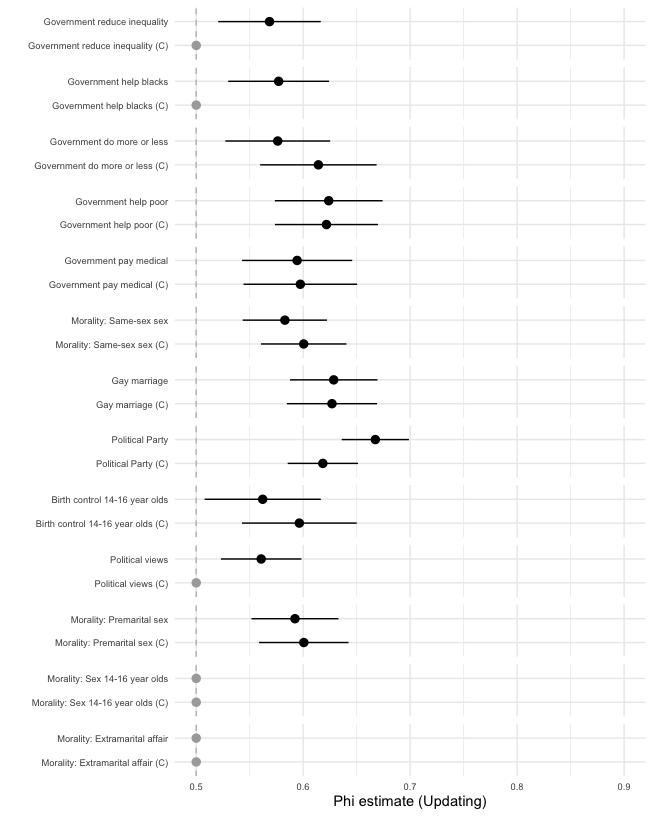 Government reduce inequality
Government reduce inequality (C)
Government help blacks
Government help blacks (C)
Government do more or less
Government do more or less (C)
Government help poor
Government help poor (C)
Government pay medical
Government pay medical (C)
Morality: Same-sex sex
Morality: Same-sex sex (C)
Gay marriage
Gay marriage (C)
Political Party
Political Party (C)
Birth control 14-16 year olds
Birth control 14-16 year olds (C)
Political views
Political views (C)
Morality: Premarital sex
Morality: Premarital sex (C)
Morality: Sex 14-16 year olds
Morality: Sex 14-16 year olds (C)
Morality: Extramarital affair
Morality: Extramarital affair (C)
0.5 0.6 0.7 0.8 0.9
Phi estimate (Updating)